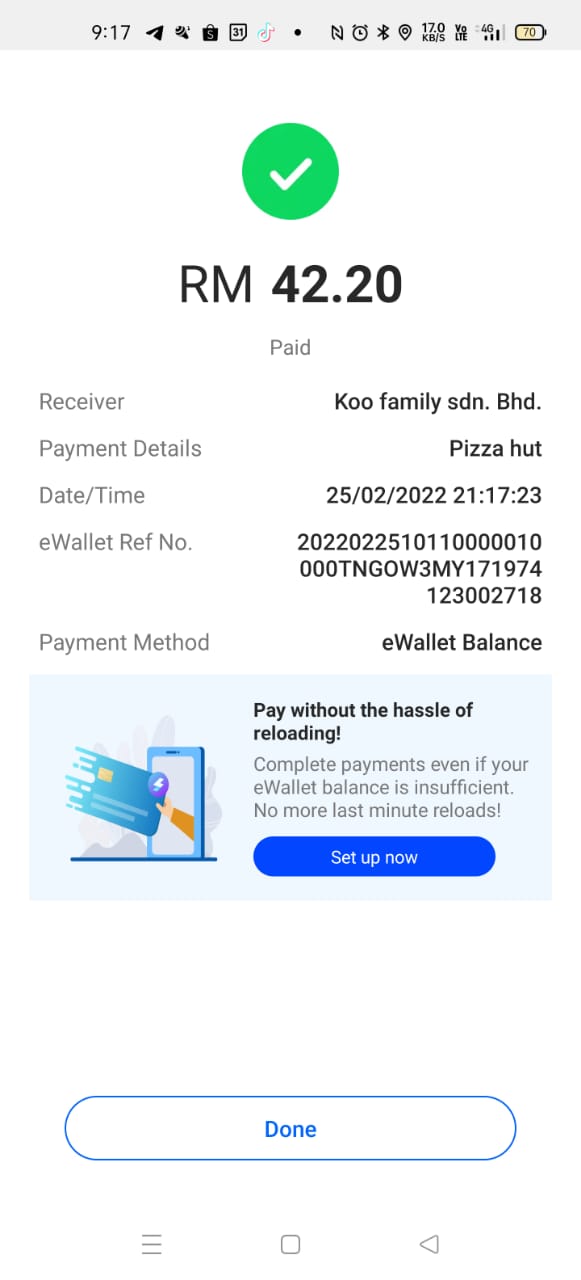 9:17
31
17.0
KB/S
Vo
LTE
4G
70
RM 42.20
Paid
Receiver Koo family sdn. Bhd.
Payment Details Pizza hut
Date/Time 25/02/2022 21:17:23
eWallet Ref No. 2022022510110000010
000TNGOW3MY171974
123002718
Payment Method eWallet Balance
Pay without the hassle of
reloading!
Complete payments even if your
eWallet balance is insufficient.
No more last minute reloads!
Set up now
Done